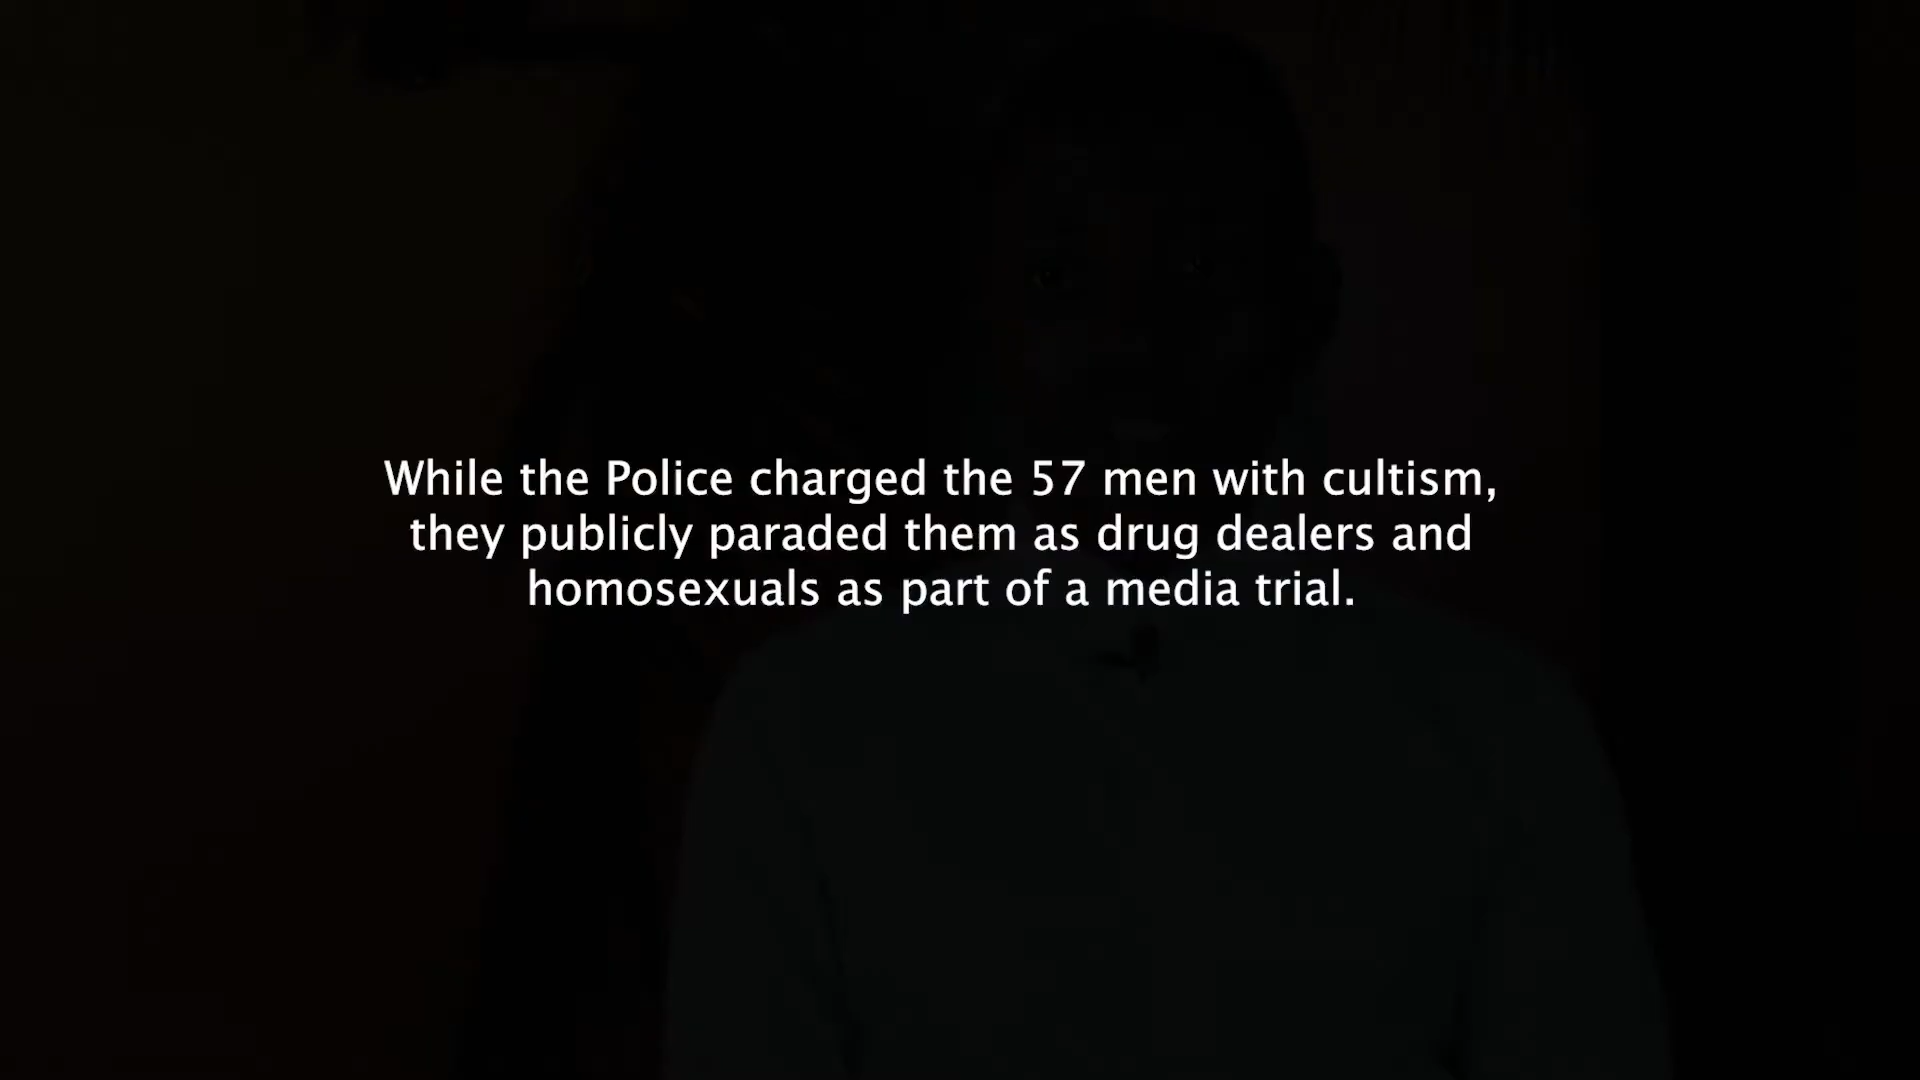 While the Police charged the 57 men with cultism,
they publicly paraded them as drug dealers and
homosexuals as part of a media trial.